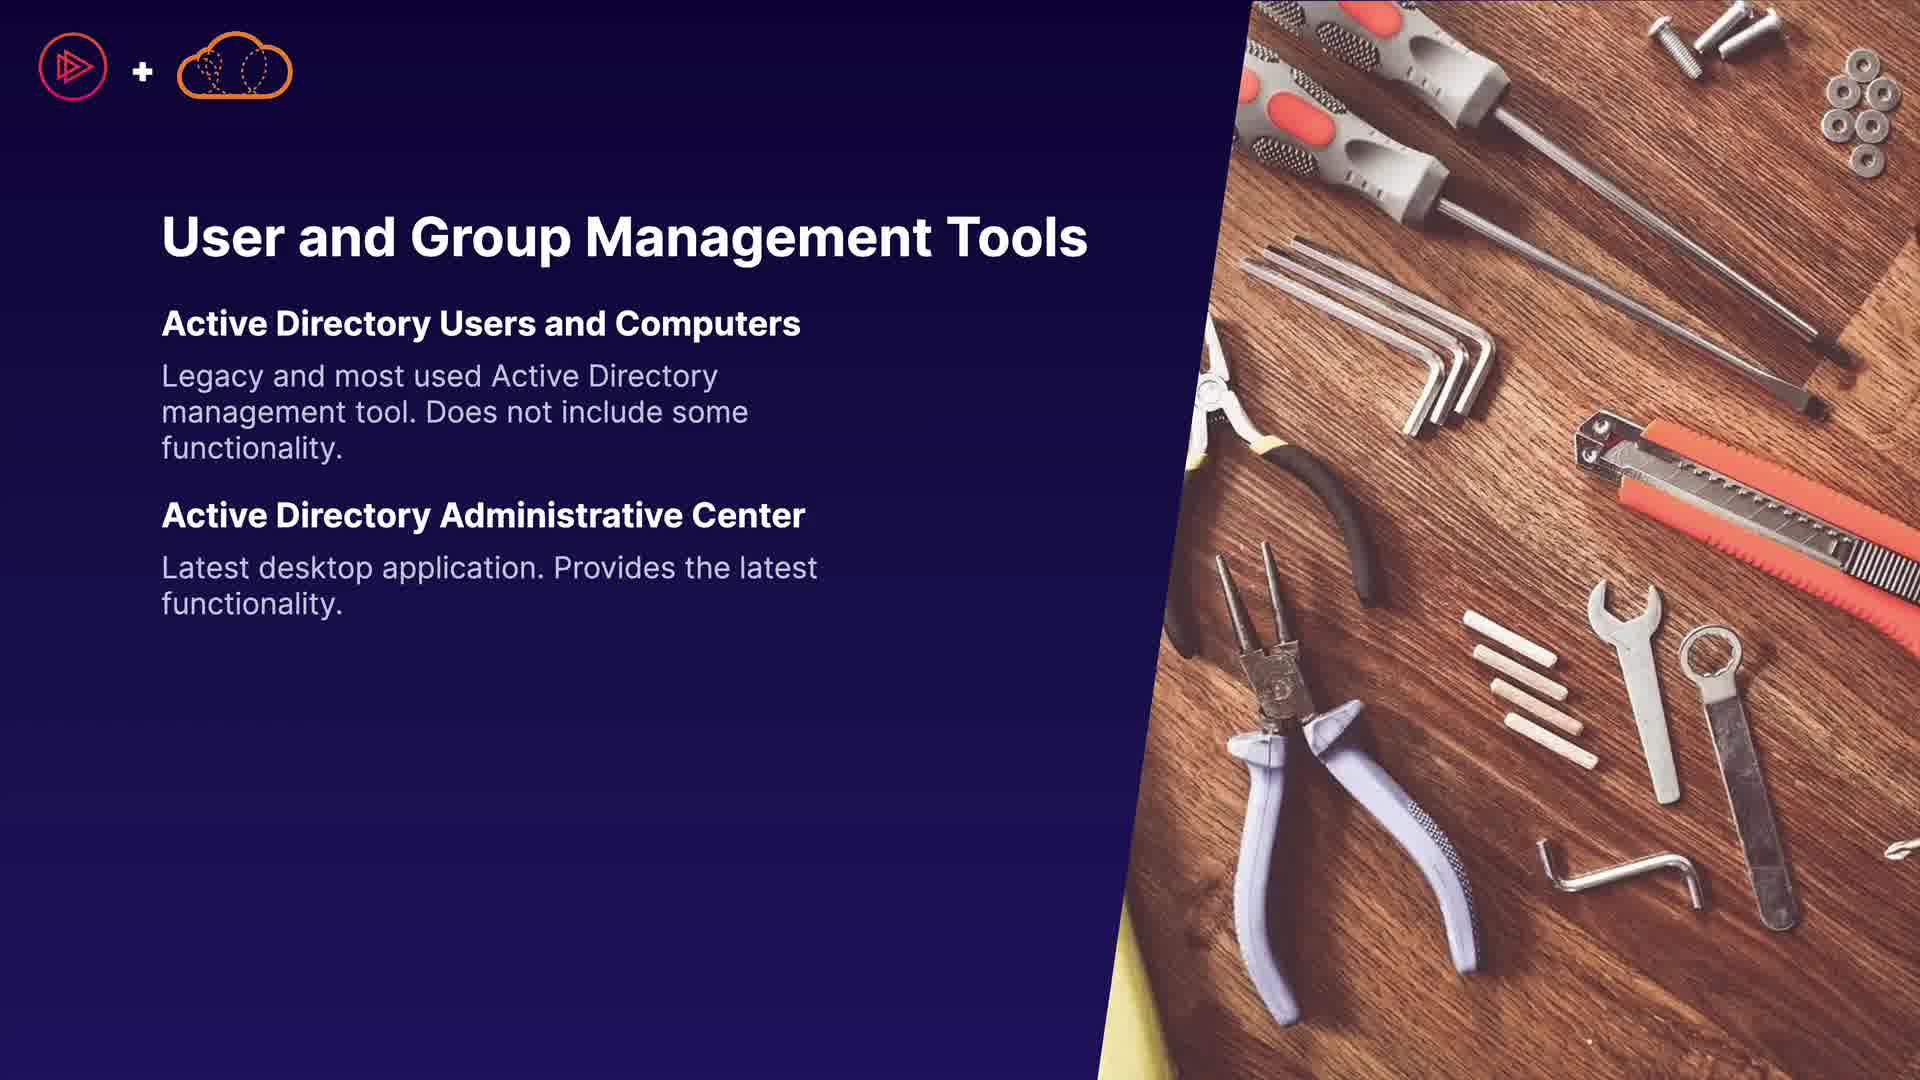 User and Group Management Tools
Active Directory Users and Computers
Legacy and most used Active Directory
management tool. Does not include some
functionality.
Active Directory Administrative Center
Latest desktop application. Provides the latest
functionality.